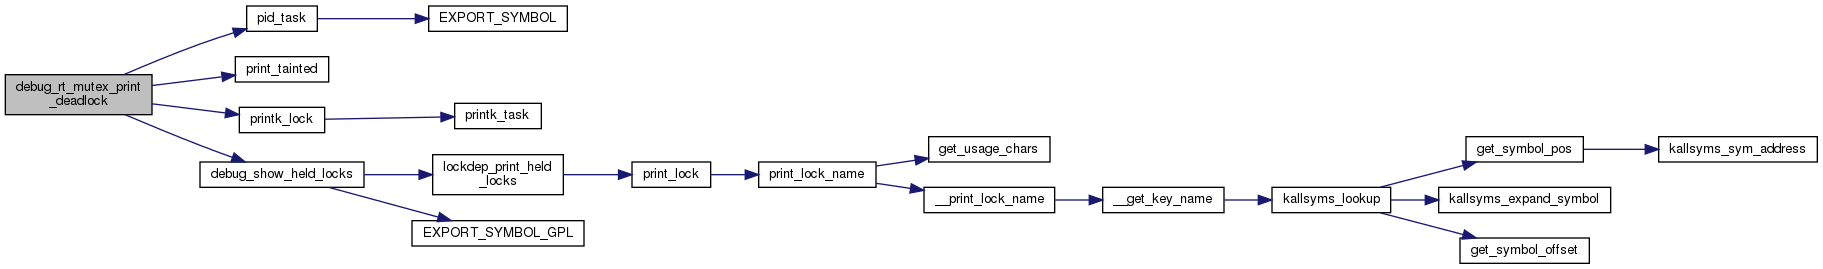 pid_task
EXPORT_SYMBOL
print_tainted
debug_rt_mutex_print
_deadlock
printk_lock
printk_task
debug_show_held_locks
lockdep_print_held
_locks
print_lock
print_lock_name
get_usage_chars
__print_lock_name
__get_key_name
kallsyms_lookup
get_symbol_pos
kallsyms_sym_address
kallsyms_expand_symbol
get_symbol_offset
EXPORT_SYMBOL_GPL